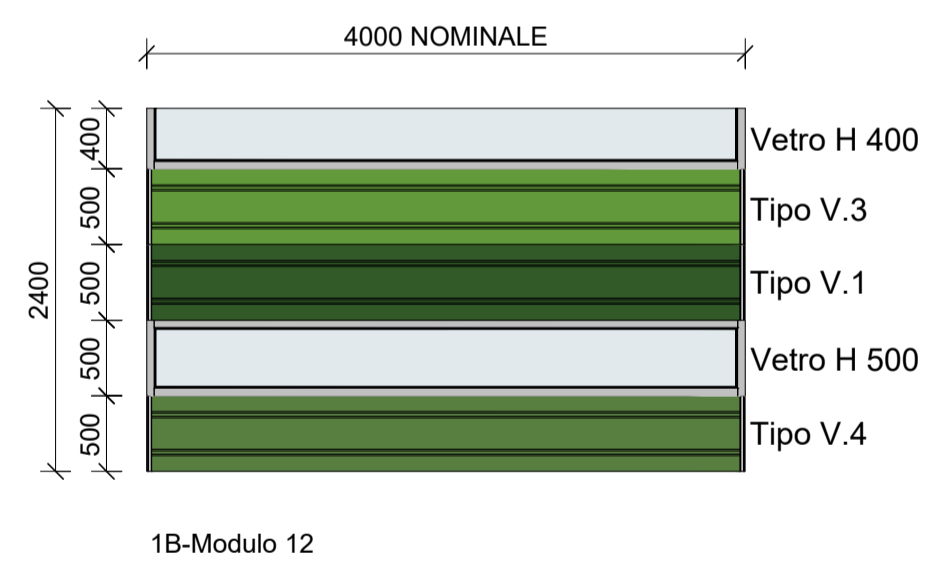 4000 NOMINALE
400
Vetro H 400
500
Tipo V.3
2400
500
Tipo V.1
500
Vetro H 500
500
Tipo V.4
1B-Modulo 12